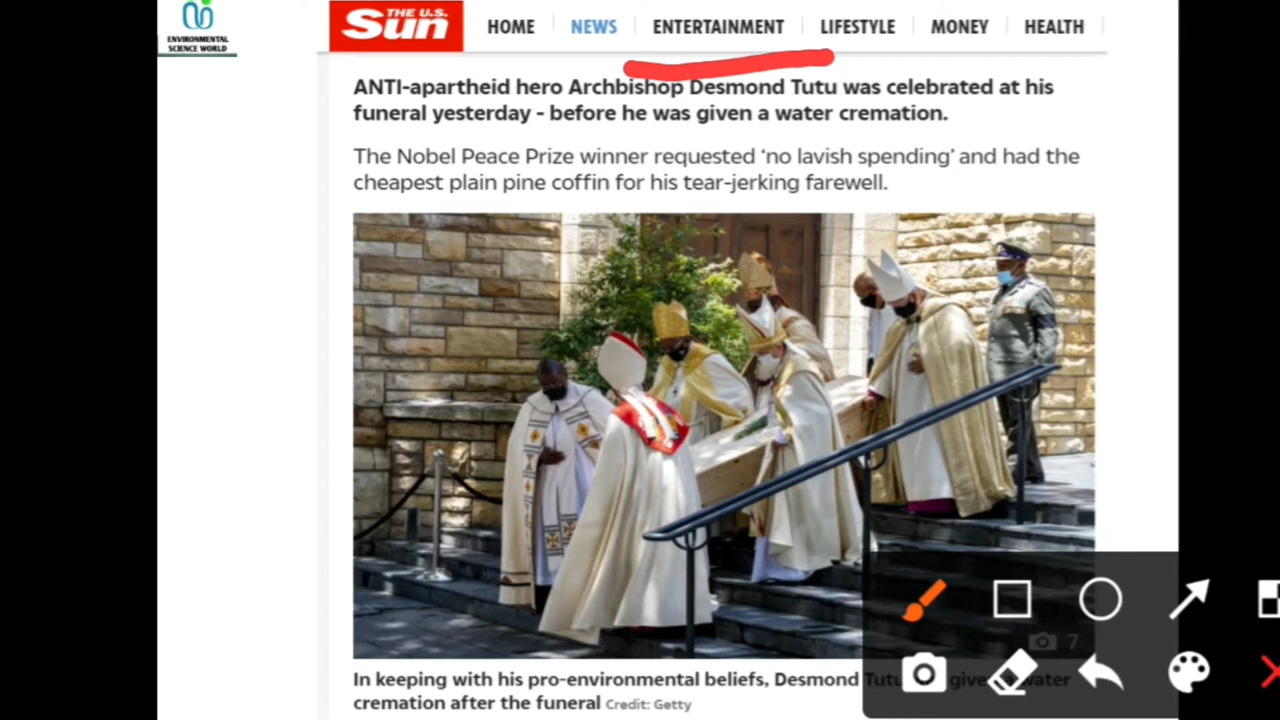 ENVIRONMENTAL
SCIENCE WORLD
THE U.S.
Sun
HOME NEWS ENTERTAINMENT LIFESTYLE MONEY HEALTH
ANTI-apartheid hero Archbishop Desmond Tutu was celebrated at his
funeral yesterday - before he was given a water cremation.
The Nobel Peace Prize winner requested ‘no lavish spending’ and had the
cheapest plain pine coffin for his tear-jerking farewell.
7
In keeping with his pro-environmental beliefs, Desmond Tutu given a water
cremation after the funeral Credit: Getty